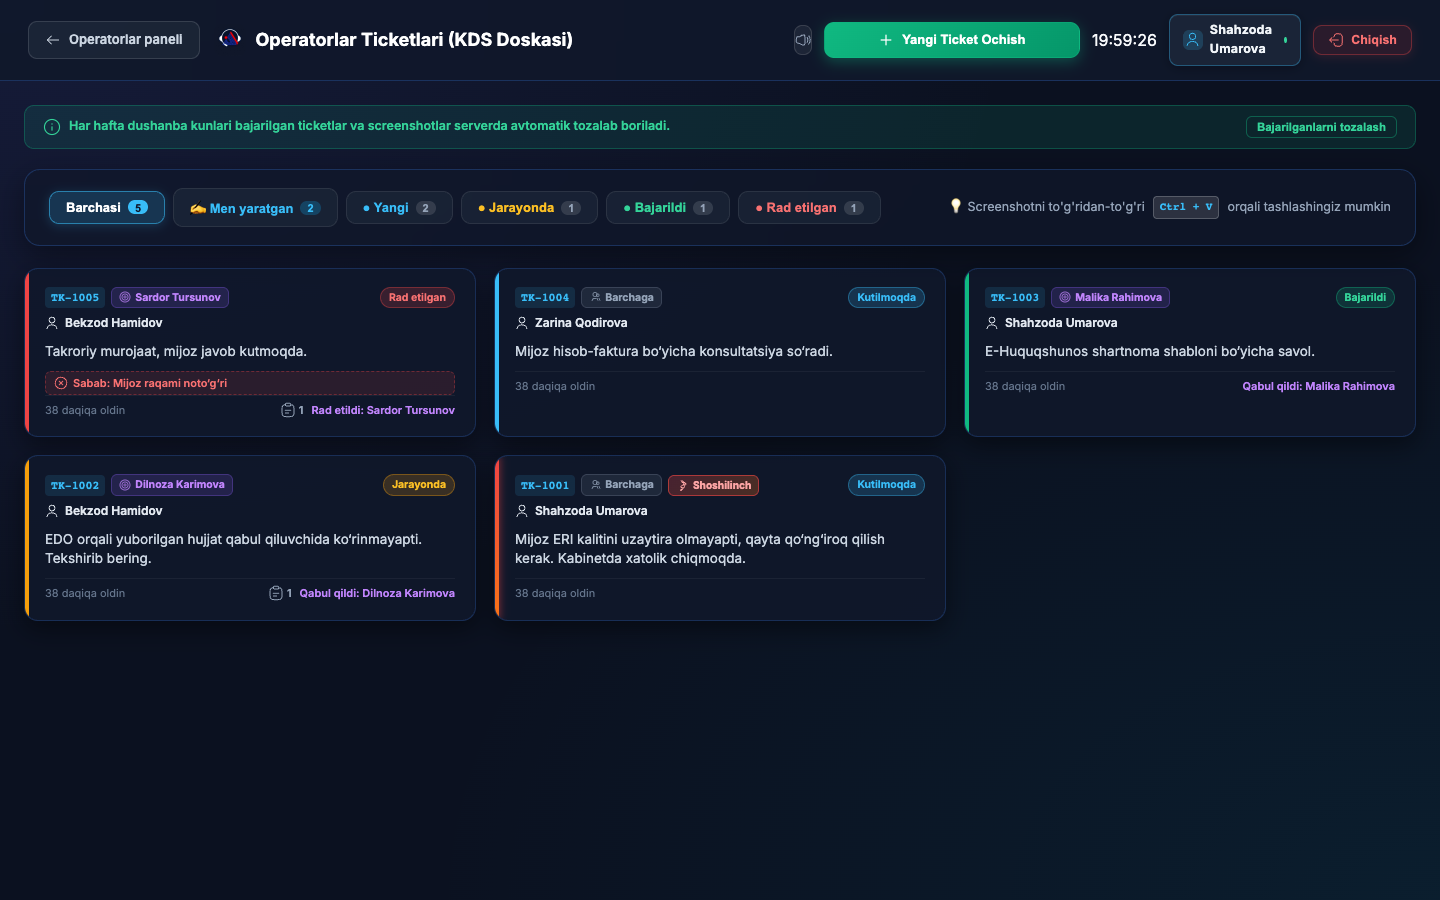 Operatorlar paneli
Operatorlar Ticketlari (KDS Doskasi)
Yangi Ticket Ochish
19:59:26
Shahzoda
Umarova
Chiqish
Har hafta dushanba kunlari bajarilgan ticketlar va screenshotlar serverda avtomatik tozalab boriladi.
Bajarilganlarni tozalash
Barchasi 5
Men yaratgan 2
Yangi 2
Jarayonda 1
Bajarildi 1
Rad etilgan 1
Screenshotni to'g'ridan-to'g'ri Ctrl + V orqali tashlashingiz mumkin
TK-1005 Sardor Tursunov Rad etilgan
Bekzod Hamidov
Takroriy murojaat, mijoz javob kutmoqda.
Sabab: Mijoz raqami noto‘g‘ri
38 daqiqa oldin 1 Rad etildi: Sardor Tursunov
TK-1004 Barchaga Kutilmoqda
Zarina Qodirova
Mijoz hisob-faktura bo‘yicha konsultatsiya so‘radi.
38 daqiqa oldin
TK-1003 Malika Rahimova Bajarildi
Shahzoda Umarova
E-Huquqshunos shartnoma shabloni bo‘yicha savol.
38 daqiqa oldin Qabul qildi: Malika Rahimova
TK-1002 Dilnoza Karimova Jarayonda
Bekzod Hamidov
EDO orqali yuborilgan hujjat qabul qiluvchida ko‘rinmayapti.
Tekshirib bering.
38 daqiqa oldin 1 Qabul qildi: Dilnoza Karimova
TK-1001 Barchaga Shoshilinch Kutilmoqda
Shahzoda Umarova
Mijoz ERI kalitini uzaytira olmayapti, qayta qo‘ng‘iroq qilish
kerak. Kabinetda xatolik chiqmoqda.
38 daqiqa oldin